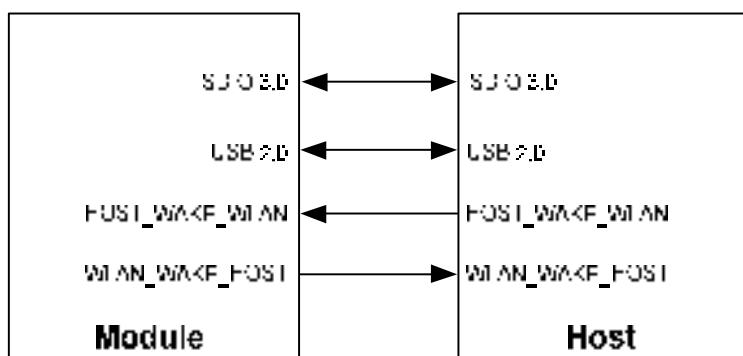 SDIO 3.0 SDIO 3.0
USB 2.0 USB 2.0
HOST_WAKE_WLAN HOST_WAKE_WLAN
WLAN_WAKE_HOST WLAN_WAKE_HOST
Module Host